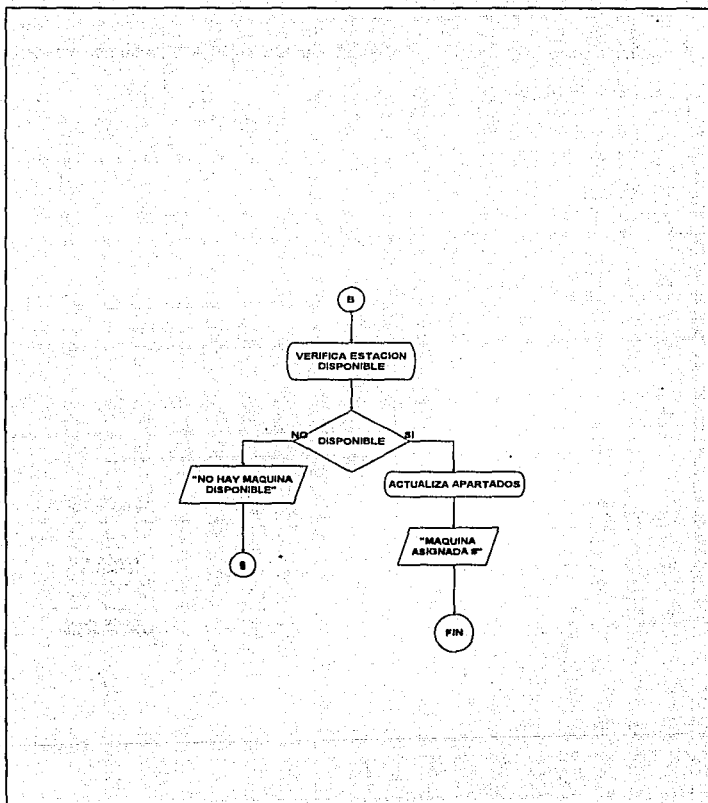 B
VERIFICA ESTACION
DISPONIBLE
NO
DISPONIBLE
SI
"NO HAY MAQUINA
DISPONIBLE"
ACTUALIZA APARTADOS
"MAQUINA
ASIGNADA #"
FIN